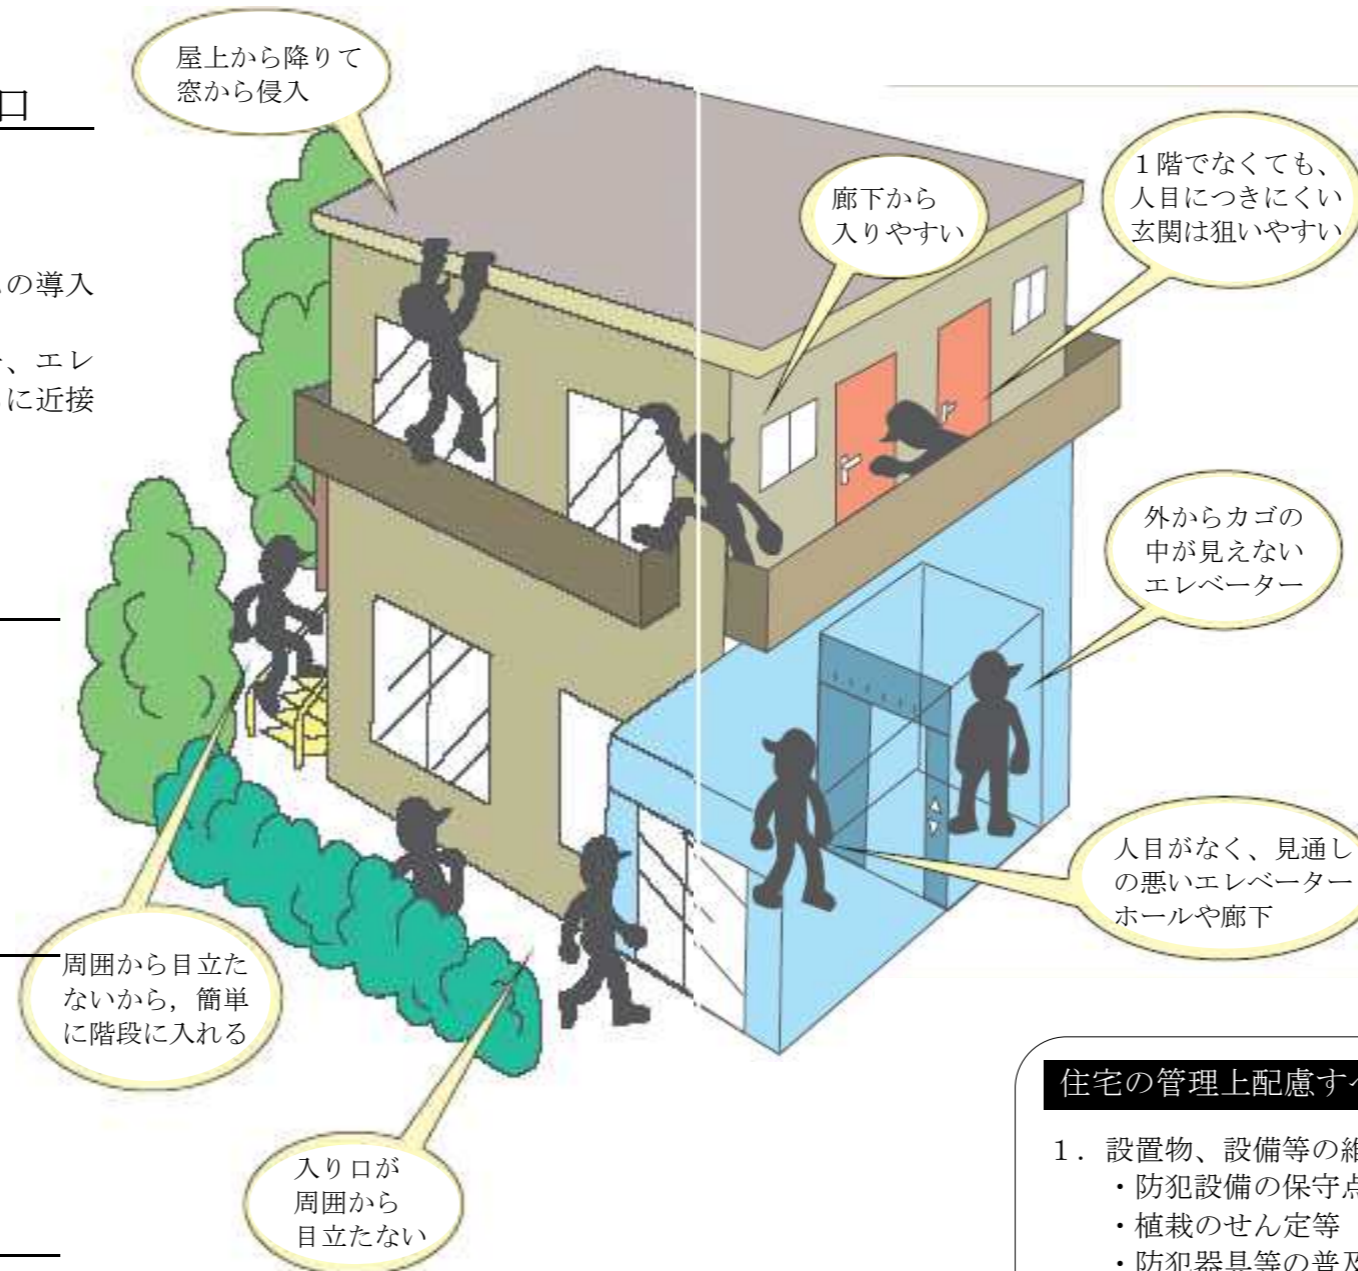 口
の導入
、エレ
に近接
屋上から降りて
窓から侵入
廊下から
入りやすい
１階でなくても、
人目につきにくい
玄関は狙いやすい
外からカゴの
中が見えない
エレベーター
人目がなく、見通し
の悪いエレベーター
ホールや廊下
周囲から目立た
ないから，簡単
に階段に入れる
入り口が
周囲から
目立たない
住宅の管理上配慮す
１．設置物、設備等の
・防犯設備の保守点
・植栽のせん定等
・防犯器具等の普及